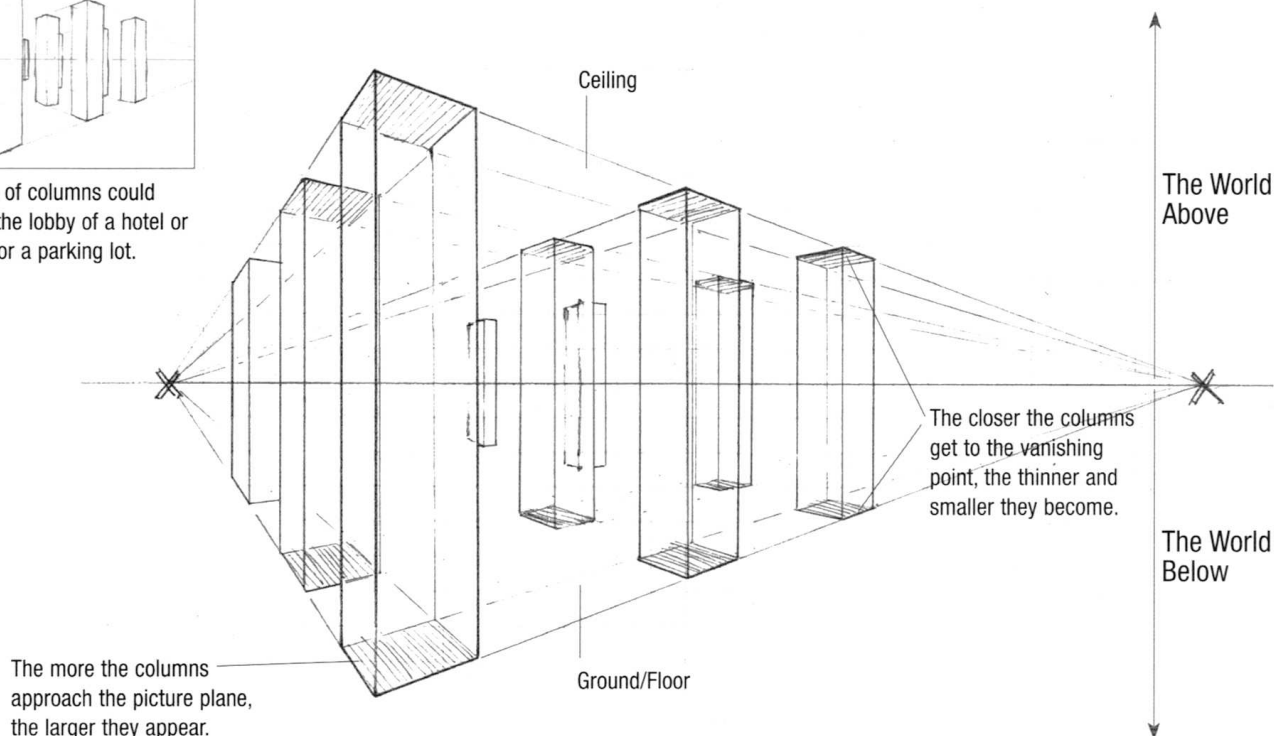 of columns could
the lobby of a hotel or
or a parking lot.
Ceiling
The World
Above
The closer the columns
get to the vanishing
point, the thinner and
smaller they become.
The World
Below
Ground/Floor
The more the columns
approach the picture plane,
the larger they appear.